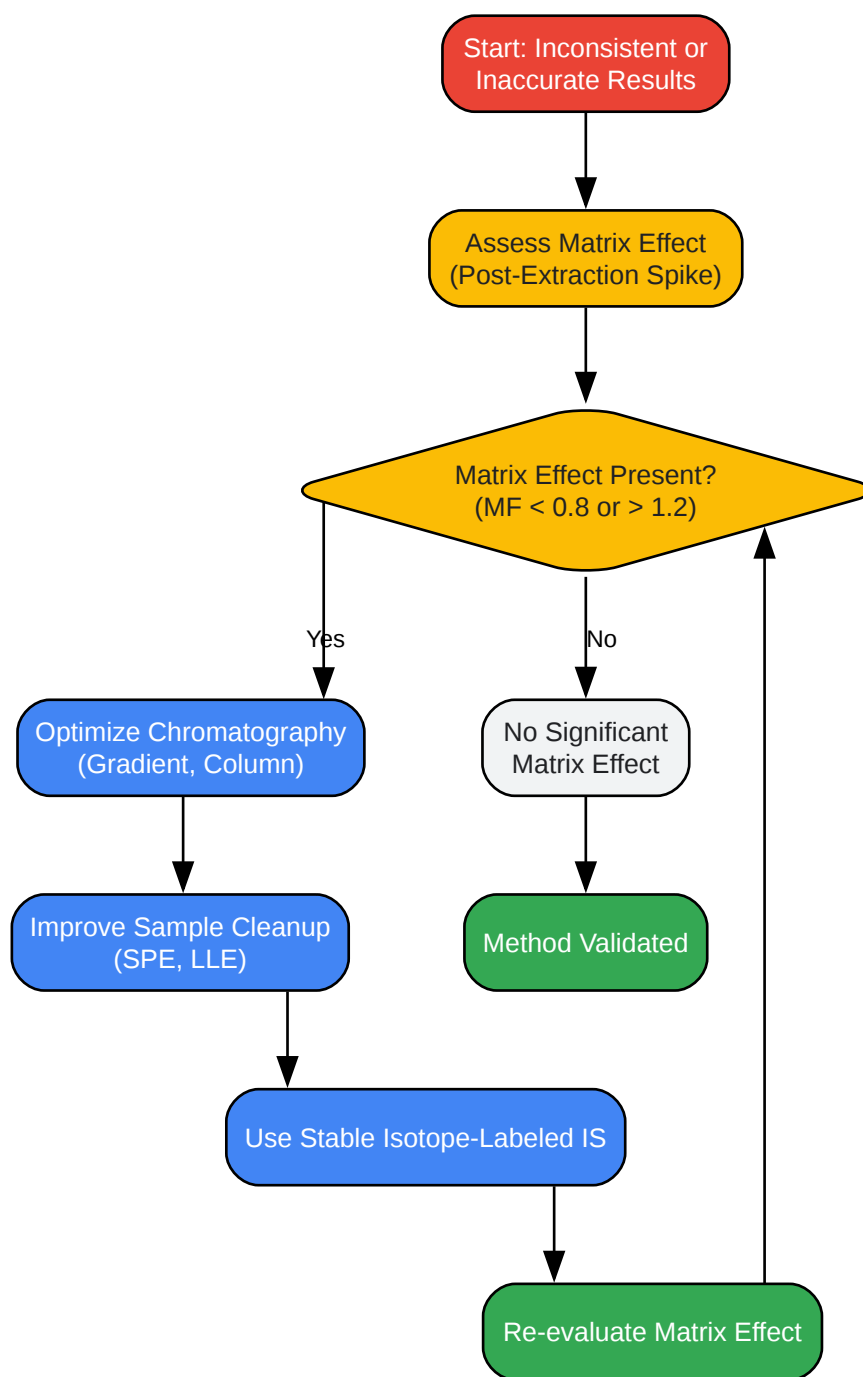 Start: Inconsistent or
Inaccurate Results
Assess Matrix Effect
(Post-Extraction Spike)
Matrix Effect Present?
(MF < 0.8 or > 1.2)
Yes
No
Optimize Chromatography
(Gradient, Column)
No Significant
Matrix Effect
Improve Sample Cleanup
(SPE, LLE)
Method Validated
Use Stable Isotope-Labeled IS
Re-evaluate Matrix Effect